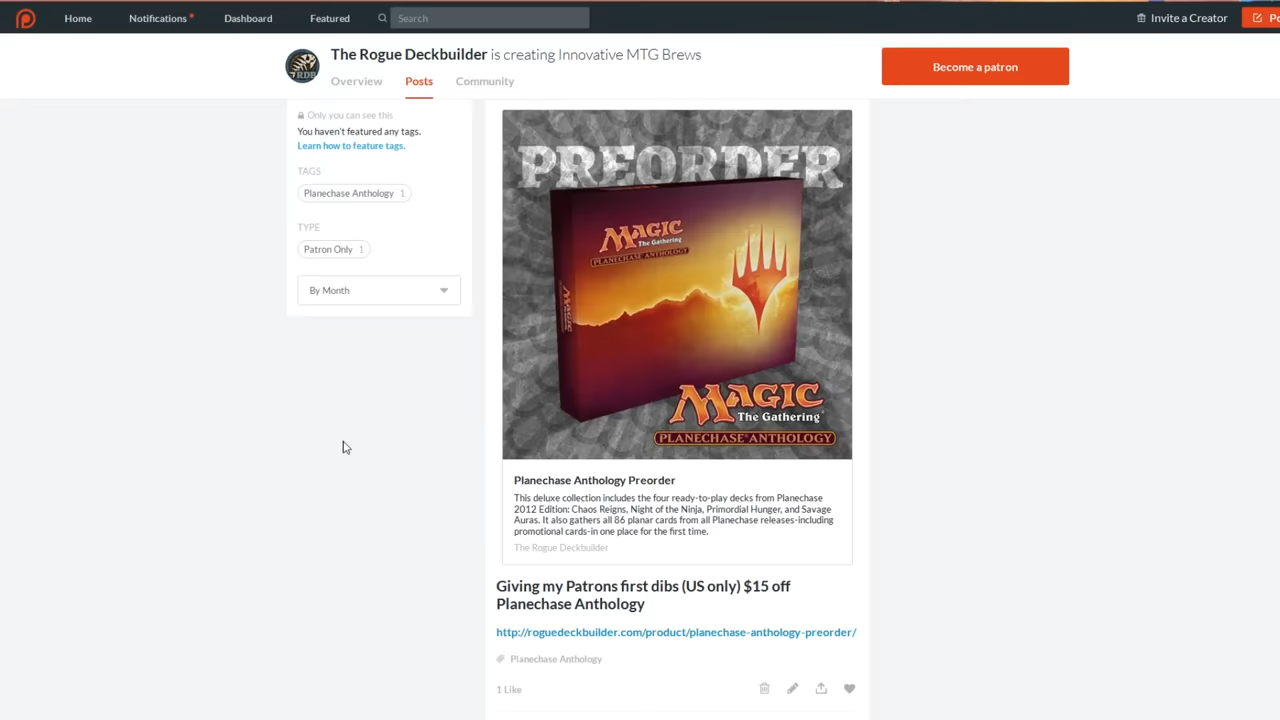 Home
Notifications
Dashboard
Featured
Search
Invite a Creator
The Rogue Deckbuilder is creating Innovative MTG Brews
Overview
Posts
Community
Become a patron
Only you can see this
You haven't featured any tags.
Learn how to feature tags.
TAGS
Planechase Anthology 1
TYPE
Patron Only 1
By Month
PREORDER
MAGIC
The Gathering
PLANECHASE ANTHOLOGY
MAGIC
The Gathering
PLANECHASE ANTHOLOGY
Planechase Anthology Preorder
This deluxe collection includes the four ready-to-play decks from Planechase
2012 Edition: Chaos Reigns, Night of the Ninja, Primordial Hunger, and Savage
Auras. It also gathers all 86 planar cards from all Planechase releases-including
promotional cards-in one place for the first time.
The Rogue Deckbuilder
Giving my Patrons first dibs (US only) $15 off
Planechase Anthology
http://roguedeckbuilder.com/product/planechase-anthology-preorder/
Planechase Anthology
1 Like